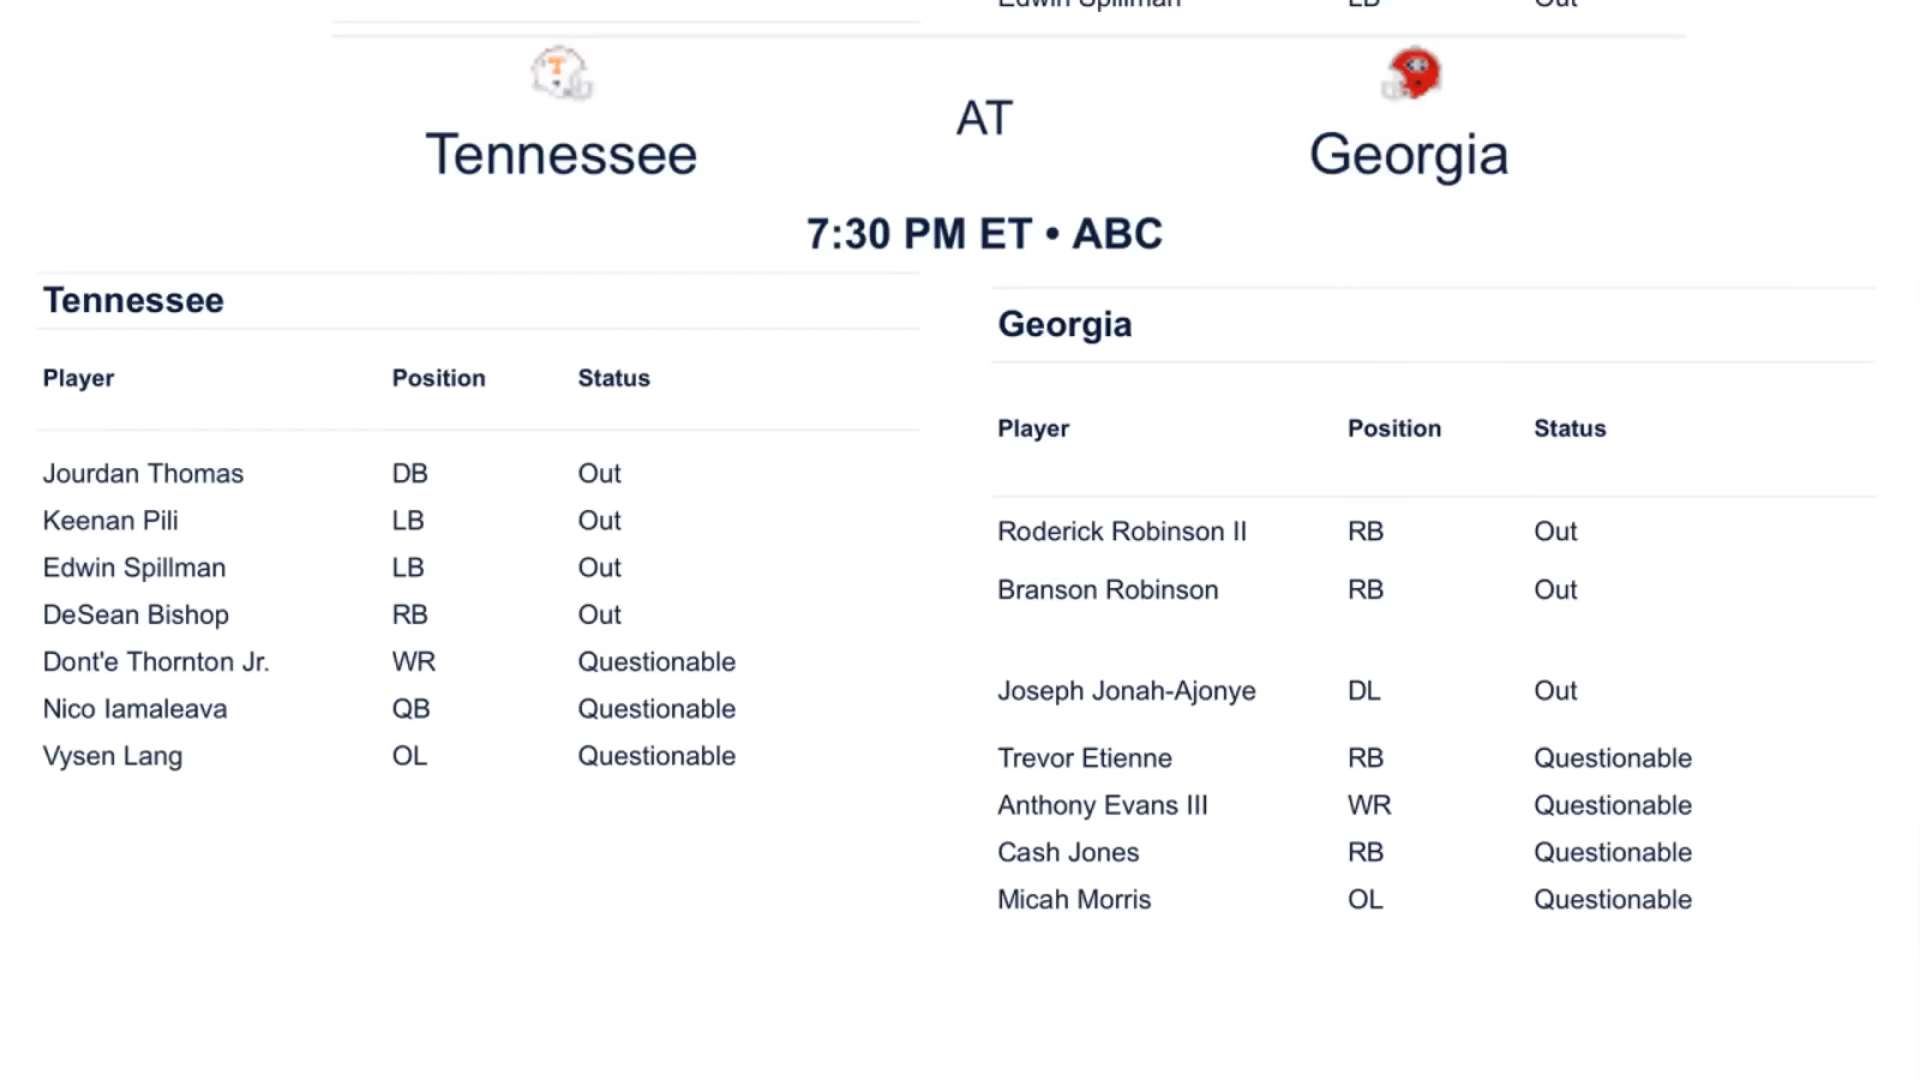 Edwin Spillman LB Out
Tennessee AT Georgia
7:30 PM ET • ABC
Tennessee
Player Position Status
Jourdan Thomas DB Out
Keenan Pili LB Out
Edwin Spillman LB Out
DeSean Bishop RB Out
Dont'e Thornton Jr. WR Questionable
Nico Iamaleava QB Questionable
Vysen Lang OL Questionable
Georgia
Player Position Status
Roderick Robinson II RB Out
Branson Robinson RB Out
Joseph Jonah-Ajonye DL Out
Trevor Etienne RB Questionable
Anthony Evans III WR Questionable
Cash Jones RB Questionable
Micah Morris OL Questionable